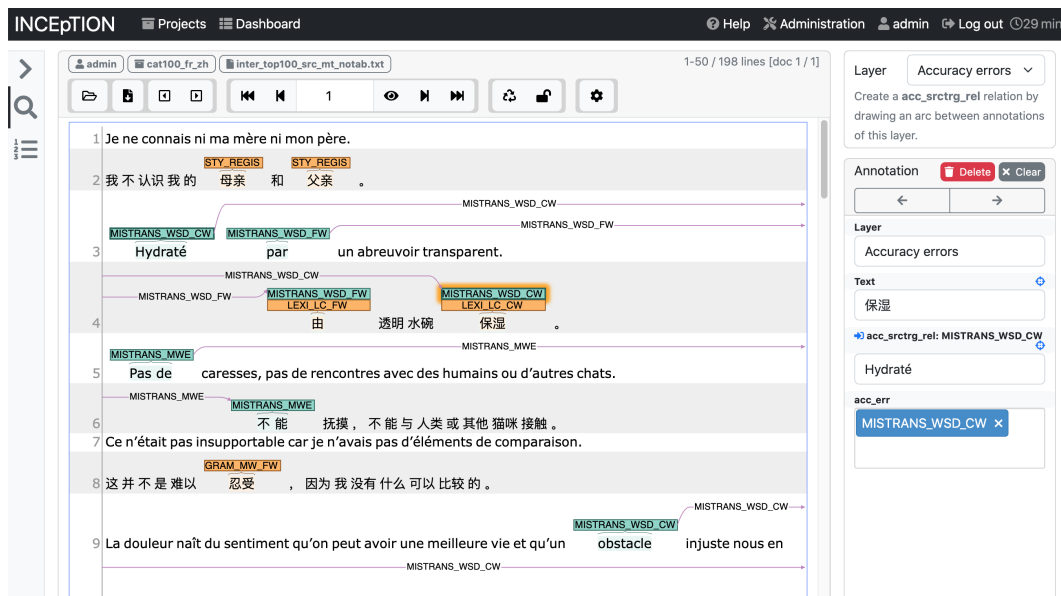 INCEpTION Projects Dashboard Help Administration admin Log out 29 min
admin cat100_fr_zh inter_top100_src_mt_notab.txt 1-50 / 198 lines [doc 1 / 1]
1
1 Je ne connais ni ma mère ni mon père.
STY_REGIS STY_REGIS
2 我 不 认识 我 的 母亲 和 父亲 。
MISTRANS_WSD_CW
MISTRANS_WSD_FW
MISTRANS_WSD_CW MISTRANS_WSD_FW
3 Hydraté par un abreuvoir transparent.
MISTRANS_WSD_CW
MISTRANS_WSD_FW MISTRANS_WSD_FW MISTRANS_WSD_CW
LEXI_LC_FW LEXI_LC_CW
4 由 透明 水碗 保湿 。
MISTRANS_MWE
MISTRANS_MWE
5 Pas de caresses, pas de rencontres avec des humains ou d'autres chats.
MISTRANS_MWE
MISTRANS_MWE
6 不 能 抚摸 ， 不 能 与 人类 或 其他 猫咪 接触 。
7 Ce n'était pas insupportable car je n'avais pas d'éléments de comparaison.
GRAM_MW_FW
8 这 并 不 是 难以 忍受 ， 因为 我 没有 什么 可以 比较 的 。
MISTRANS_WSD_CW
MISTRANS_WSD_CW
9 La douleur naît du sentiment qu'on peut avoir une meilleure vie et qu'un obstacle injuste nous en
MISTRANS_WSD_CW
Layer Accuracy errors
Create a acc_srctrg_rel relation by
drawing an arc between annotations
of this layer.
Annotation Delete Clear
Layer
Accuracy errors
Text
保湿
acc_srctrg_rel: MISTRANS_WSD_CW
Hydraté
acc_err
MISTRANS_WSD_CW ×